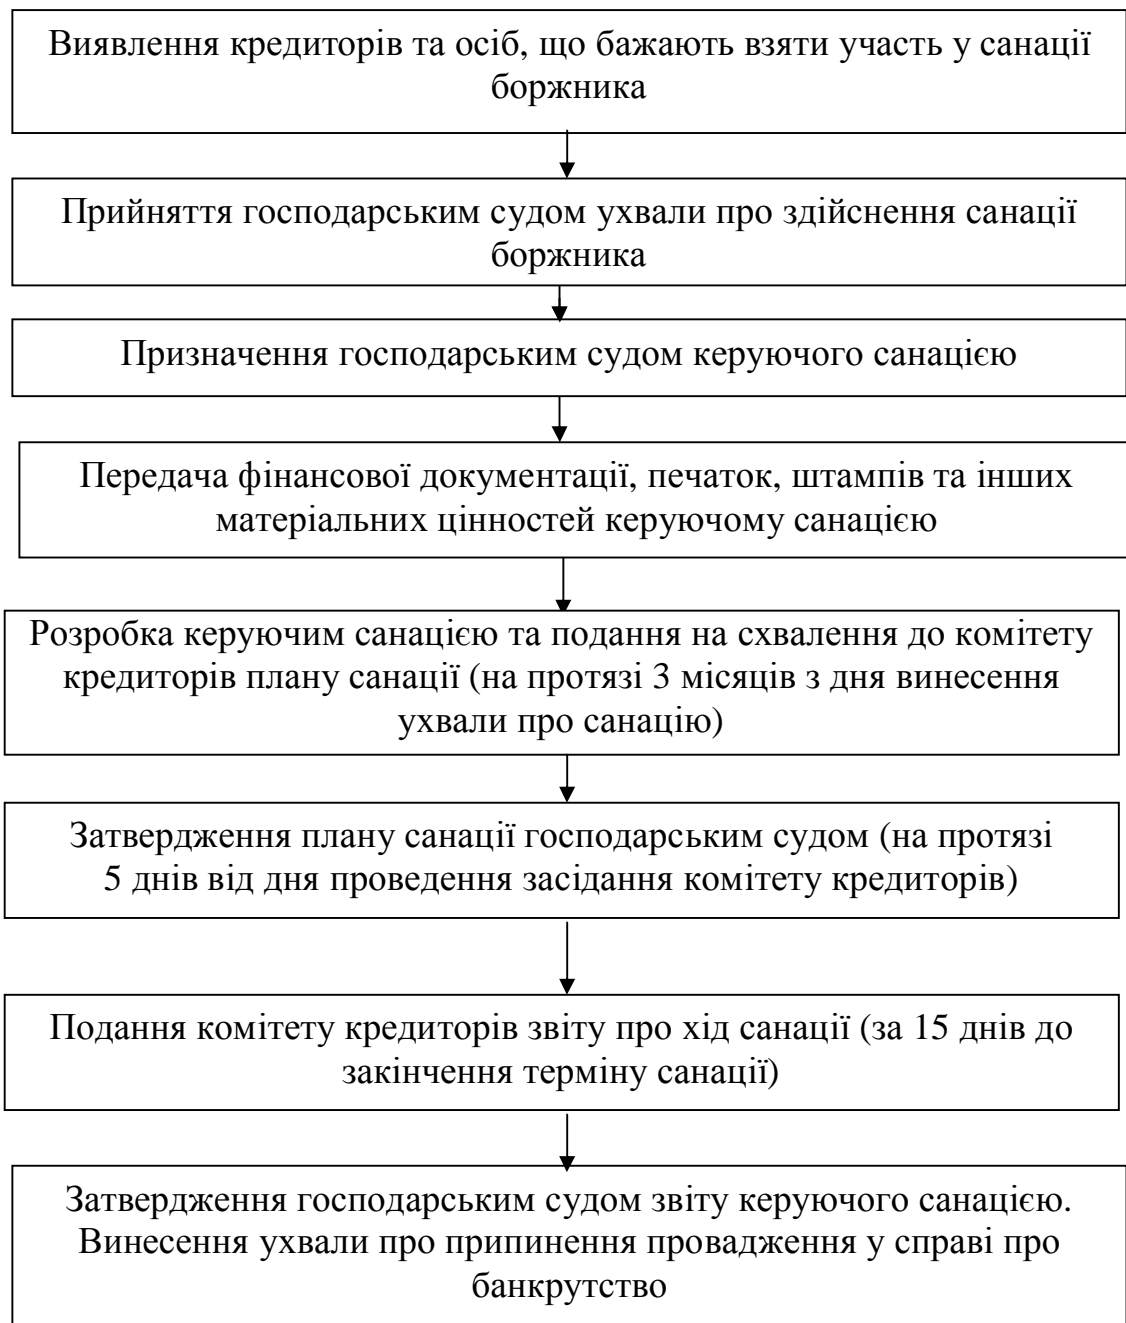 Виявлення кредиторів та осіб, що бажають взяти участь у санації
боржника
Прийняття господарським судом ухвали про здійснення санації
боржника
Призначення господарським судом керуючого санацією
Передача фінансової документації, печаток, штампів та інших
матеріальних цінностей керуючому санацією
Розробка керуючим санацією та подання на схвалення до комітету
кредиторів плану санації (на протязі 3 місяців з дня винесення
ухвали про санацію)
Затвердження плану санації господарським судом (на протязі
5 днів від дня проведення засідання комітету кредиторів)
Подання комітету кредиторів звіту про хід санації (за 15 днів до
закінчення терміну санації)
Затвердження господарським судом звіту керуючого санацією.
Винесення ухвали про припинення провадження у справі про
банкрутство